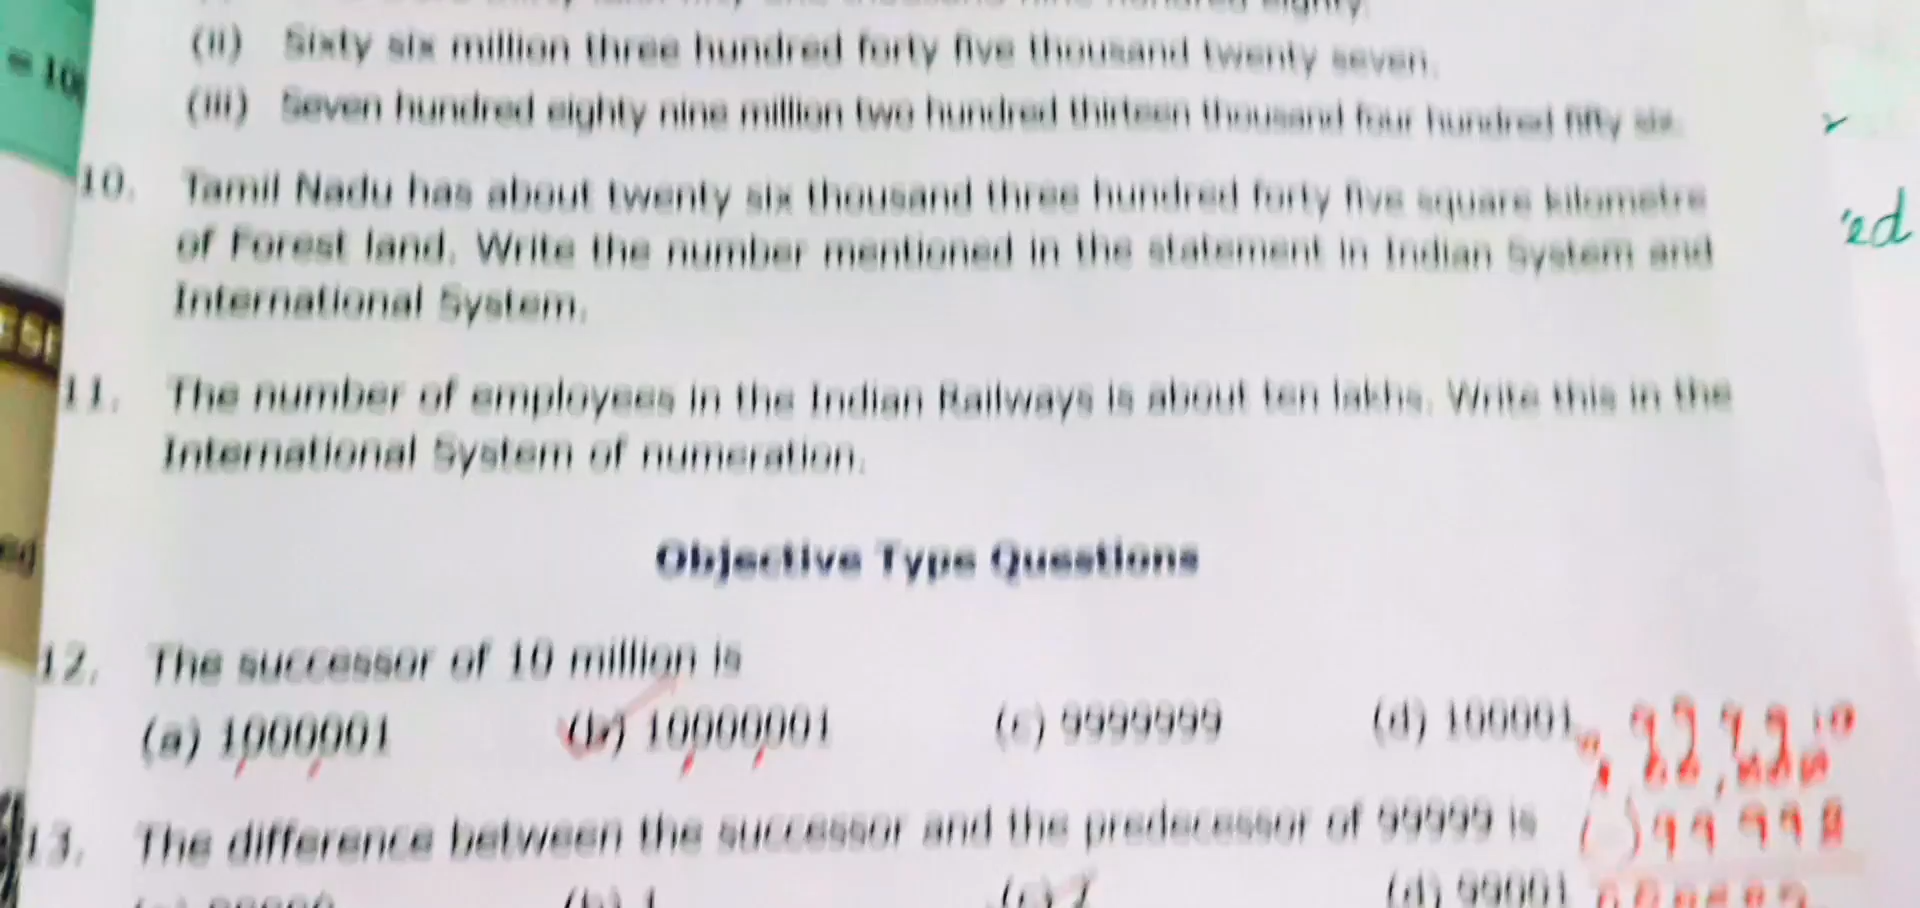 = 10
(ii) Sixty six million three hundred forty five thousand twenty seven.
(iii) Seven hundred eighty nine million two hundred thirteen thousand four hundred fifty six.
10. Tamil Nadu has about twenty six thousand three hundred forty five square kilometre
of Forest land. Write the number mentioned in the statement in Indian System and
International System.
'ed
11. The number of employees in the Indian Railways is about ten lakhs. Write this in the
International System of numeration.
Objective Type Questions
12. The successor of 10 million is
(a) 1000001 (b) 10000001 (c) 9999999 (d) 100001
13. The difference between the successor and the predecessor of 99999 is
99998
(b) 1 (d) 99001